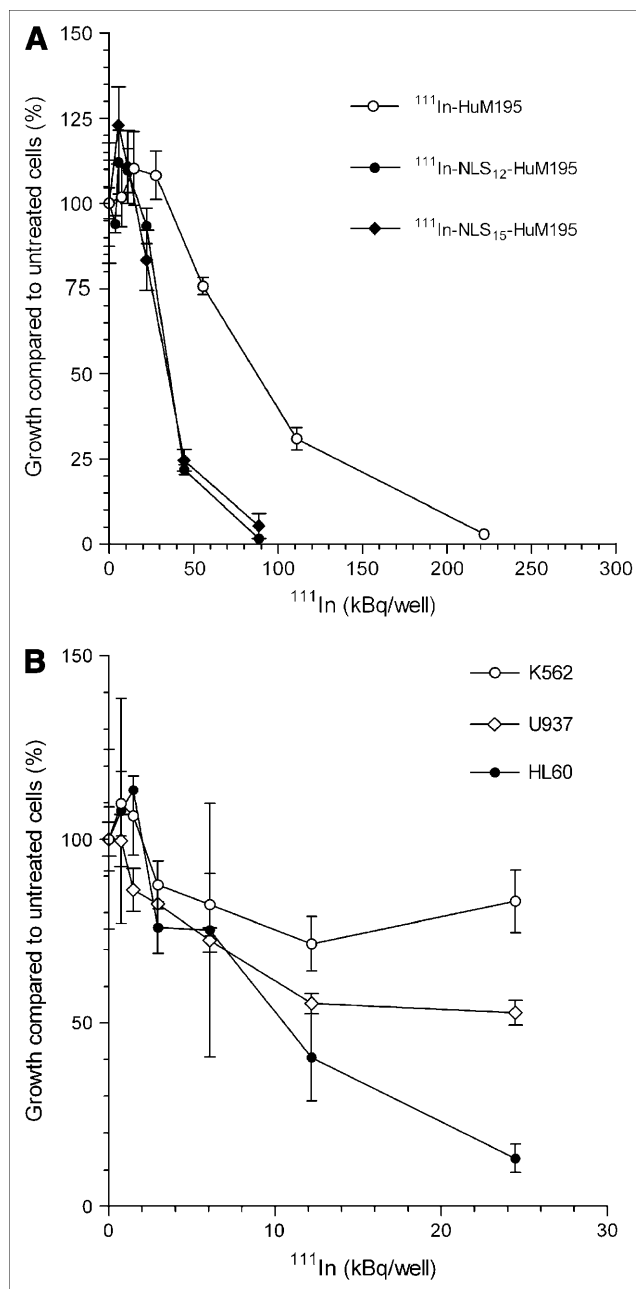 A
150
125
100
75
50
25
0
Growth compared to untreated cells (%)
¹¹¹In-HuM195
¹¹¹In-NLS₁₂-HuM195
¹¹¹In-NLS₁₅-HuM195
0 50 100 150 200 250 300
¹¹¹In (kBq/well)
B
150
100
50
0
Growth compared to untreated cells (%)
K562
U937
HL60
0 10 20 30
¹¹¹In (kBq/well)